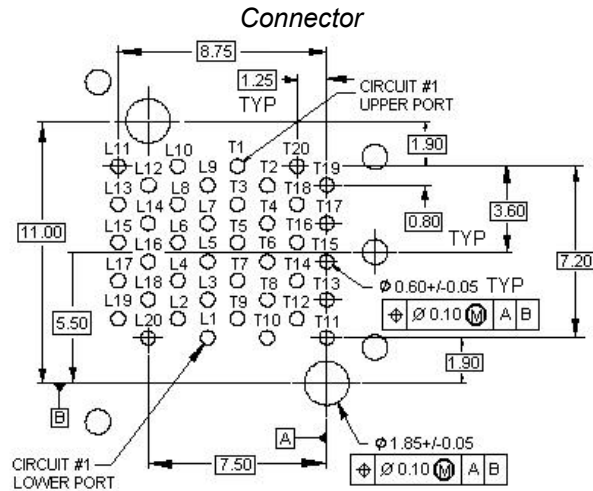 Connector
8.75
1.25
TYP
CIRCUIT #1
UPPER PORT
L11 L10 T1 T20
L12 L9 T2 T19
1.90
L13 L8 T3 T18
L14 L7 T4 T17
0.80
3.60
L15 L6 T5 T16
11.00
L16 L5 T6 T15
TYP
7.20
L17 L4 T7 T14
Ø 0.60+/-0.05 TYP
L18 L3 T8 T13
⌖ Ø 0.10 Ⓜ A B
L19 L2 T9 T12
5.50
L20 L1 T10 T11
1.90
B
A
Ø 1.85+/-0.05
7.50
⌖ Ø 0.10 Ⓜ A B
CIRCUIT #1
LOWER PORT